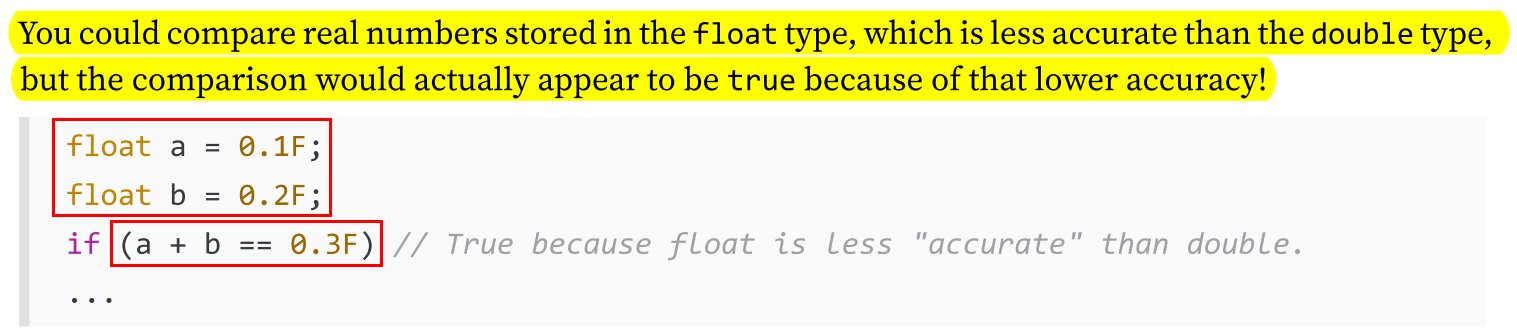 You could compare real numbers stored in the float type, which is less accurate than the double type,
but the comparison would actually appear to be true because of that lower accuracy!
float a = 0.1F;
float b = 0.2F;
if (a + b == 0.3F) // True because float is less "accurate" than double.
...